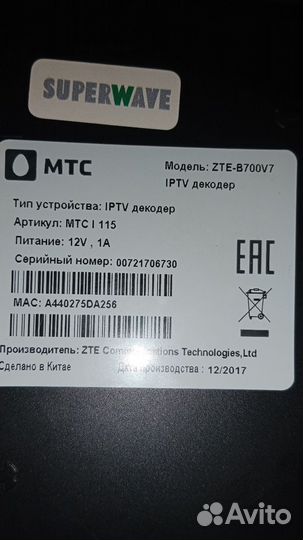 SUPERWAVE
МТС
Модель: ZTE-B700V7
IPTV декодер
Тип устройства: IPTV декодер
Артикул: МТС I 115
Питание: 12V , 1A
Серийный номер: 00721706730
EAC
MAC: A440275DA256
Производитель: ZTE Communications Technologies,Ltd
Сделано в Китае
Дата производства : 12/2017
Avito